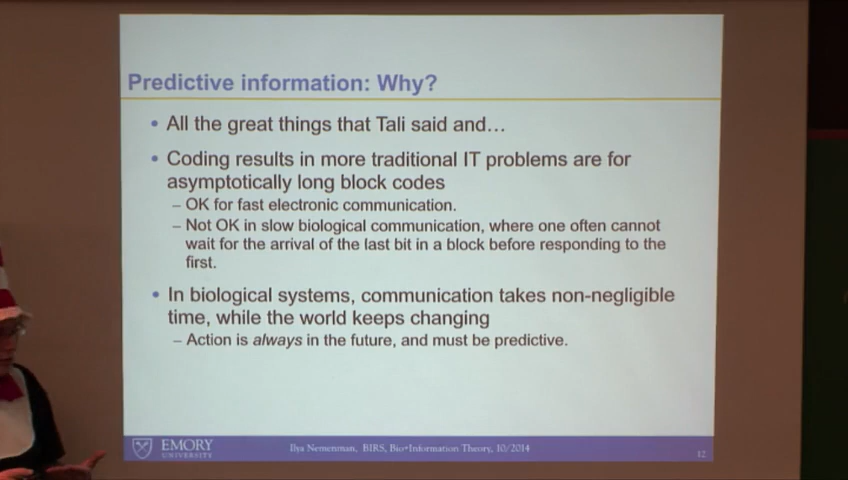 Predictive information: Why?
• All the great things that Tali said and…
• Coding results in more traditional IT problems are for
asymptotically long block codes
– OK for fast electronic communication.
– Not OK in slow biological communication, where one often cannot
wait for the arrival of the last bit in a block before responding to the
first.
• In biological systems, communication takes non-negligible
time, while the world keeps changing
– Action is always in the future, and must be predictive.
EMORY
UNIVERSITY
Ilya Nemenman, BIRS, Bio+Information Theory, 10/2014
12